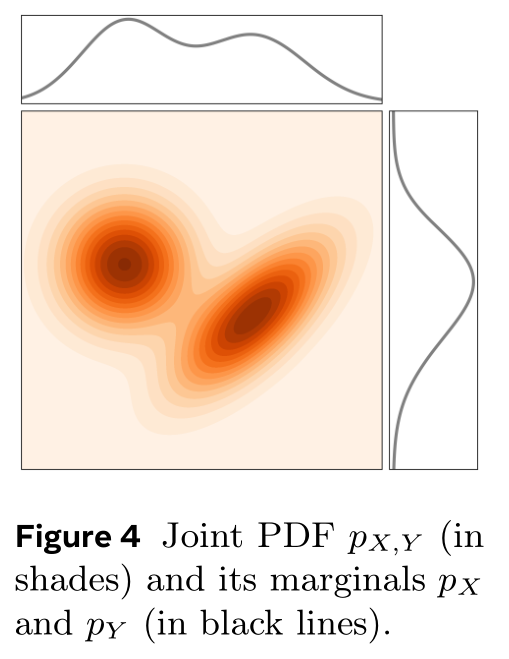 Figure 4 Joint PDF p_{X,Y} (in
shades) and its marginals p_X
and p_Y (in black lines).